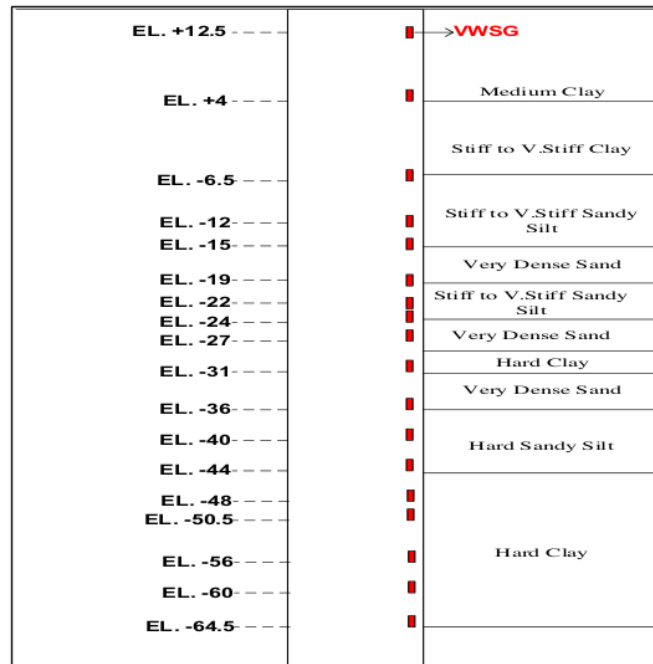 EL. +12.5
VWSG
Medium Clay
EL. +4
Stiff to V.Stiff Clay
EL. -6.5
Stiff to V.Stiff Sandy
Silt
EL. -12
EL. -15
Very Dense Sand
EL. -19
Stiff to V.Stiff Sandy
Silt
EL. -22
EL. -24
Very Dense Sand
EL. -27
Hard Clay
EL. -31
Very Dense Sand
EL. -36
EL. -40
Hard Sandy Silt
EL. -44
EL. -48
EL. -50.5
Hard Clay
EL. -56
EL. -60
EL. -64.5